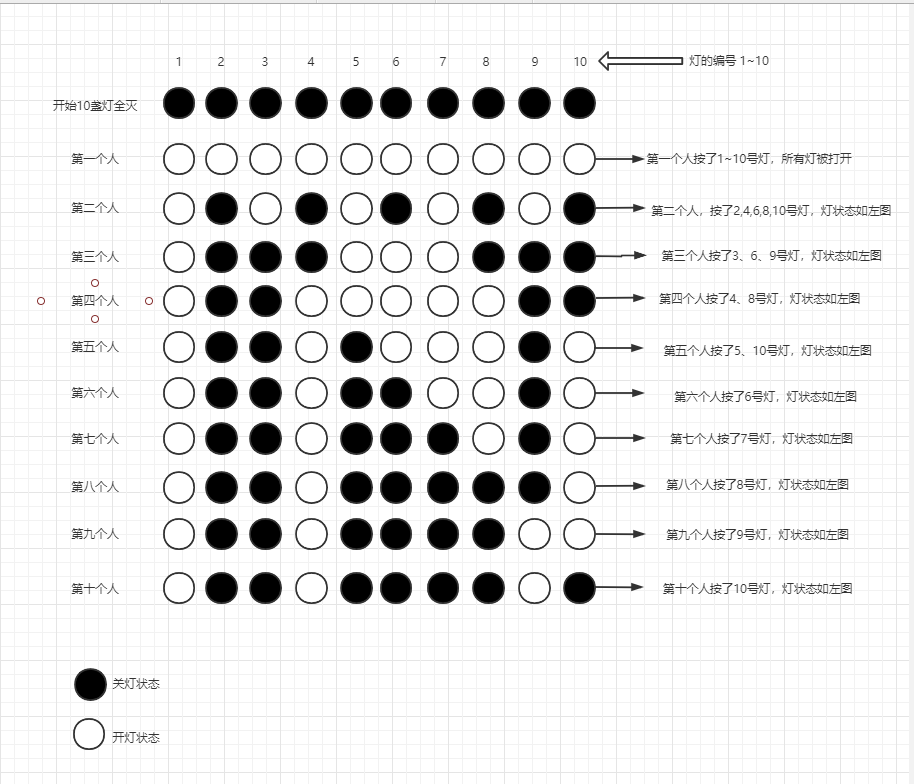 1 2 3 4 5 6 7 8 9 10 灯的编号 1~10
开始10盏灯全灭
第一个人 第一个人按了1~10号灯，所有灯被打开
第二个人 第二个人，按了2,4,6,8,10号灯，灯状态如左图
第三个人 第三个人按了3、6、9号灯，灯状态如左图
第四个人 第四个人按了4、8号灯，灯状态如左图
第五个人 第五个人按了5、10号灯，灯状态如左图
第六个人 第六个人按了6号灯，灯状态如左图
第七个人 第七个人按了7号灯，灯状态如左图
第八个人 第八个人按了8号灯，灯状态如左图
第九个人 第九个人按了9号灯，灯状态如左图
第十个人 第十个人按了10号灯，灯状态如左图
关灯状态
开灯状态